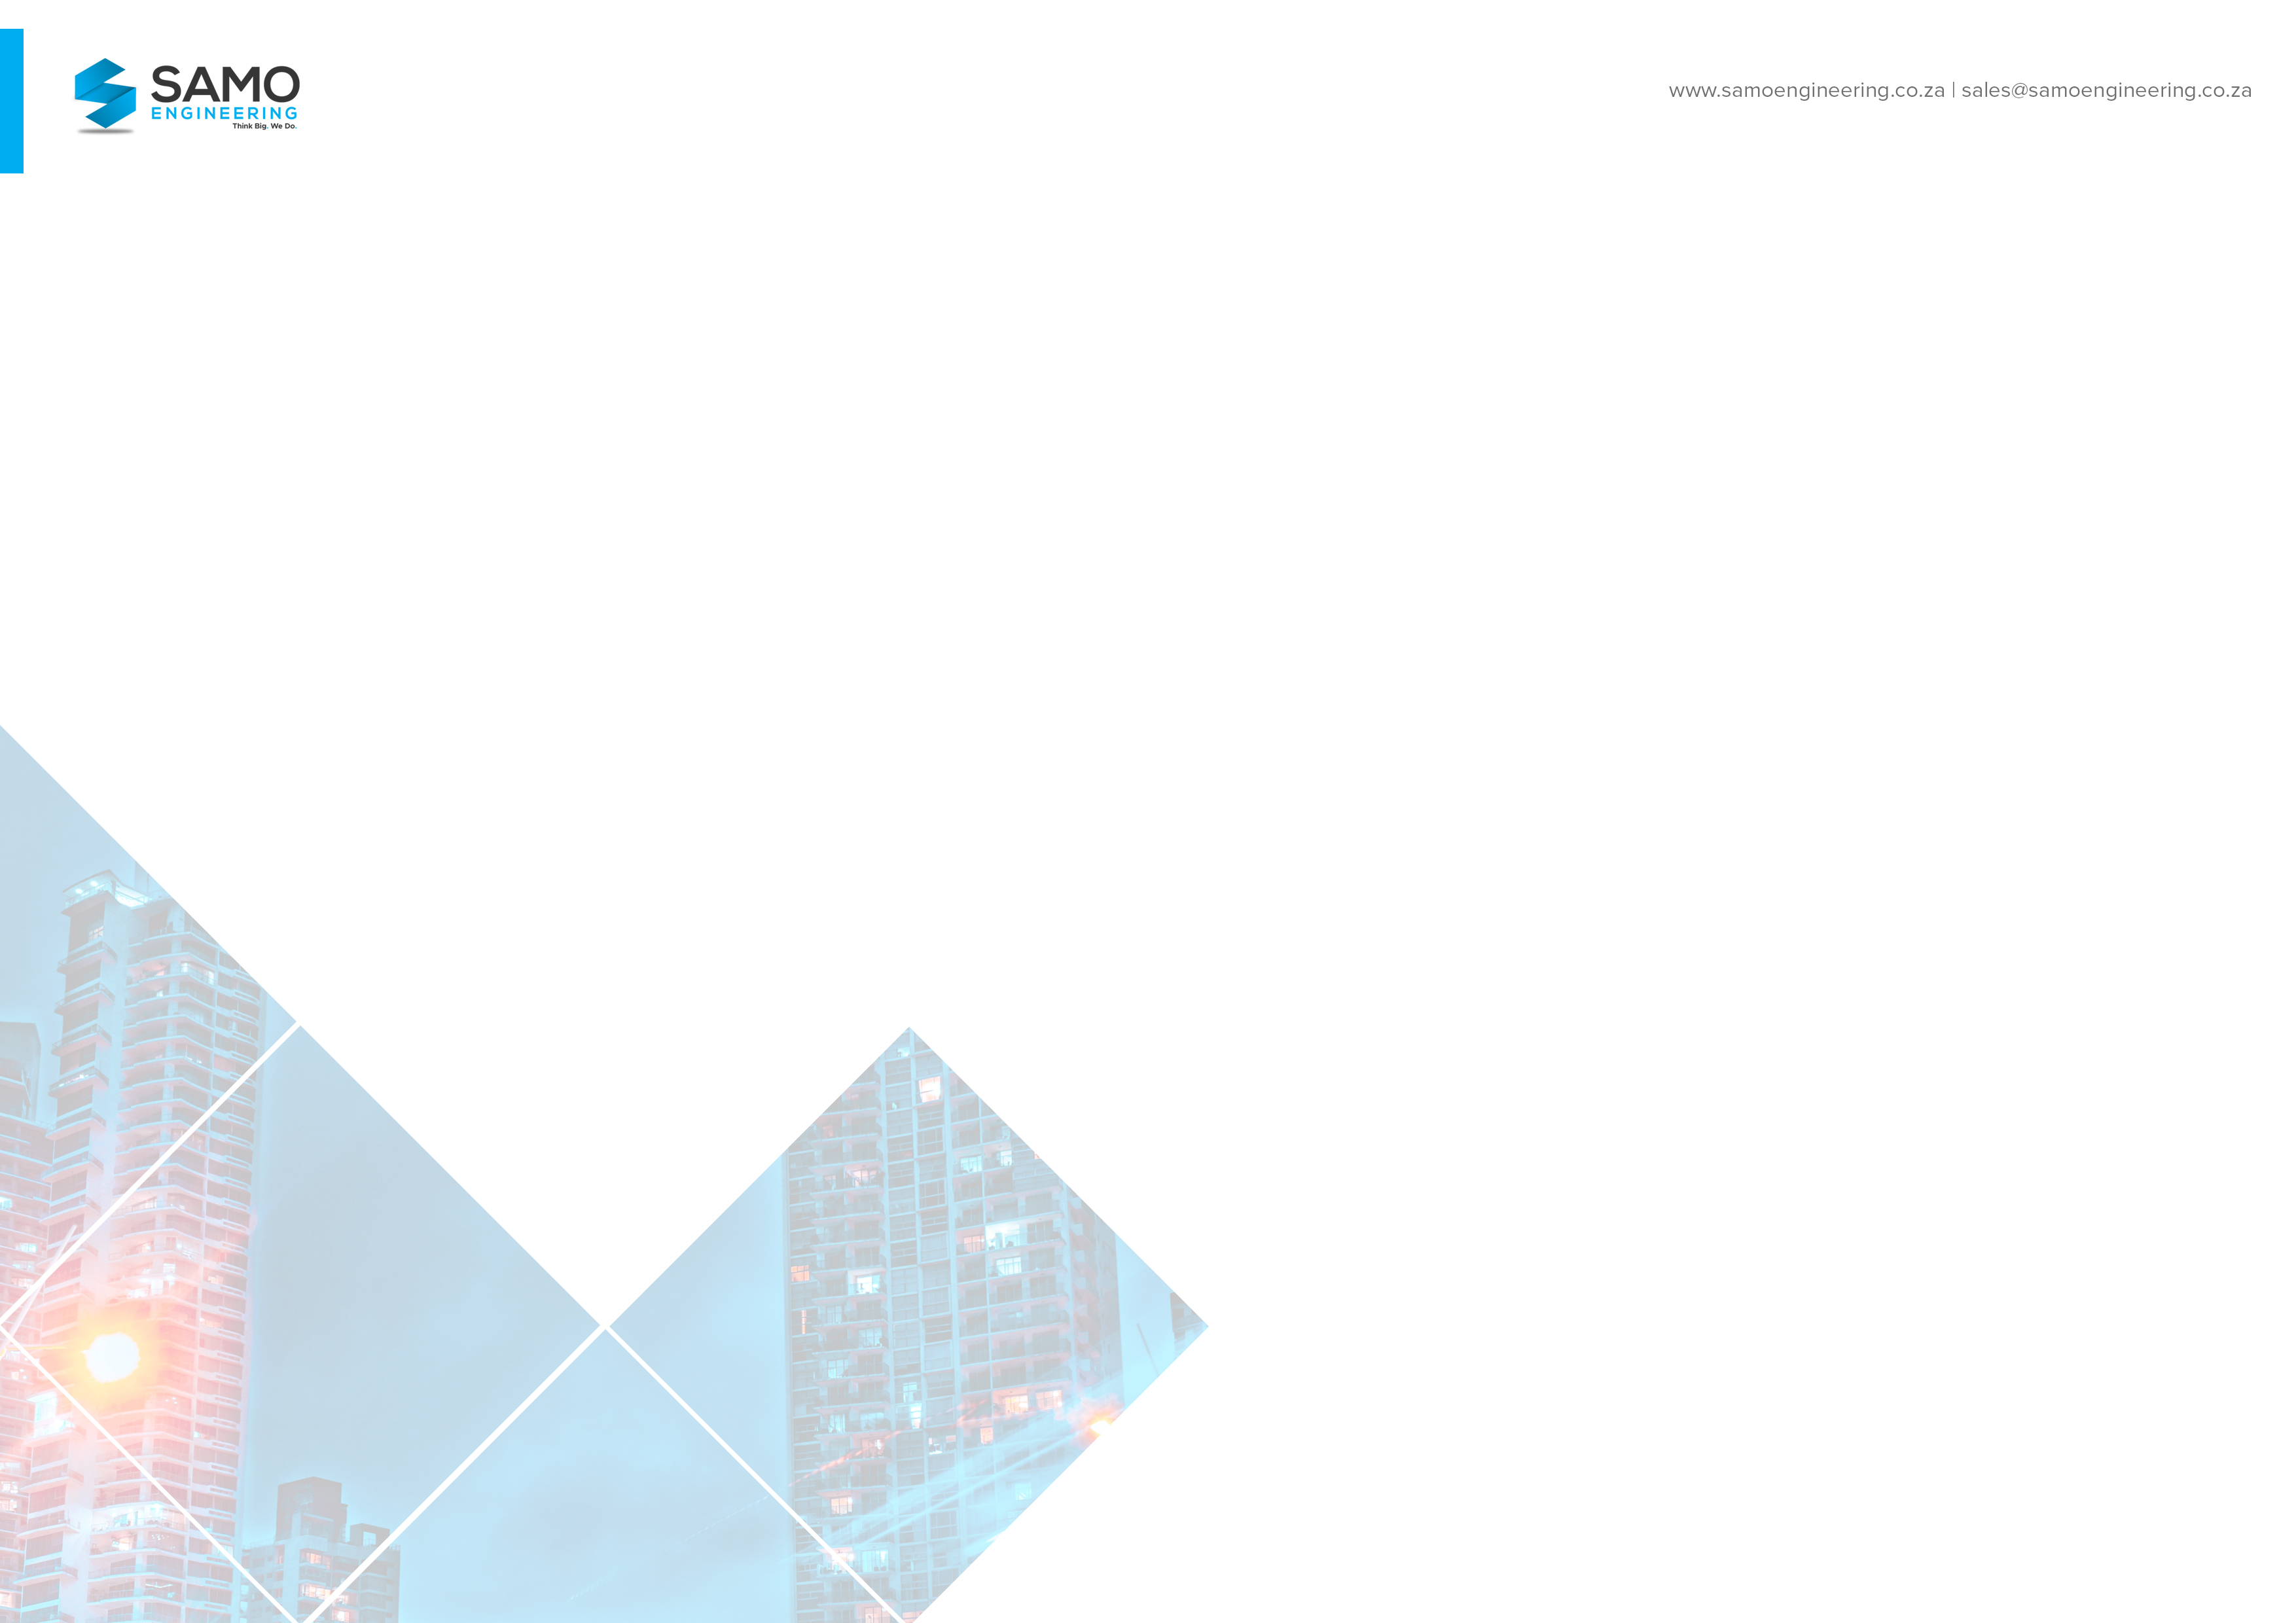 SAMO
ENGINEERING
Think Big. We Do.
www.samoengineering.co.za | sales@samoengineering.co.za